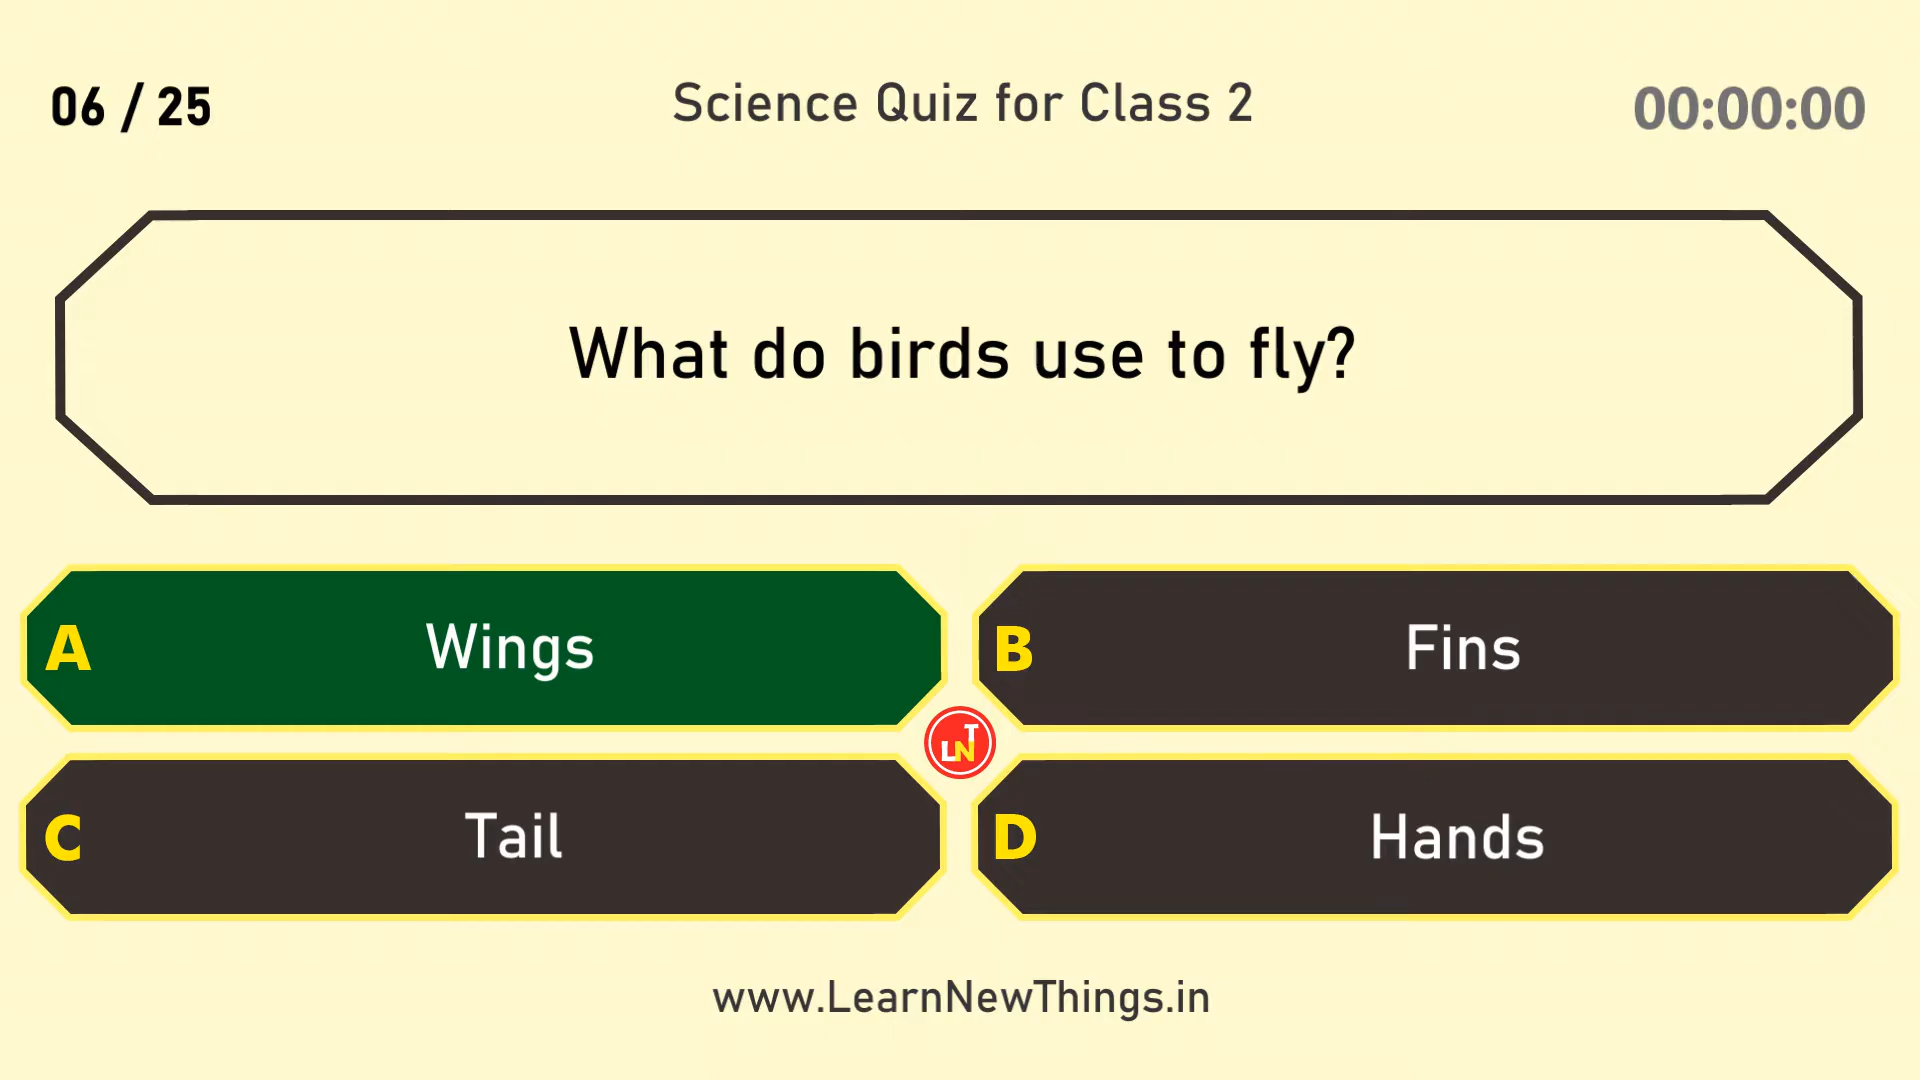 06 / 25
Science Quiz for Class 2
00:00:00
What do birds use to fly?
A Wings
B Fins
LNT
C Tail
D Hands
www.LearnNewThings.in